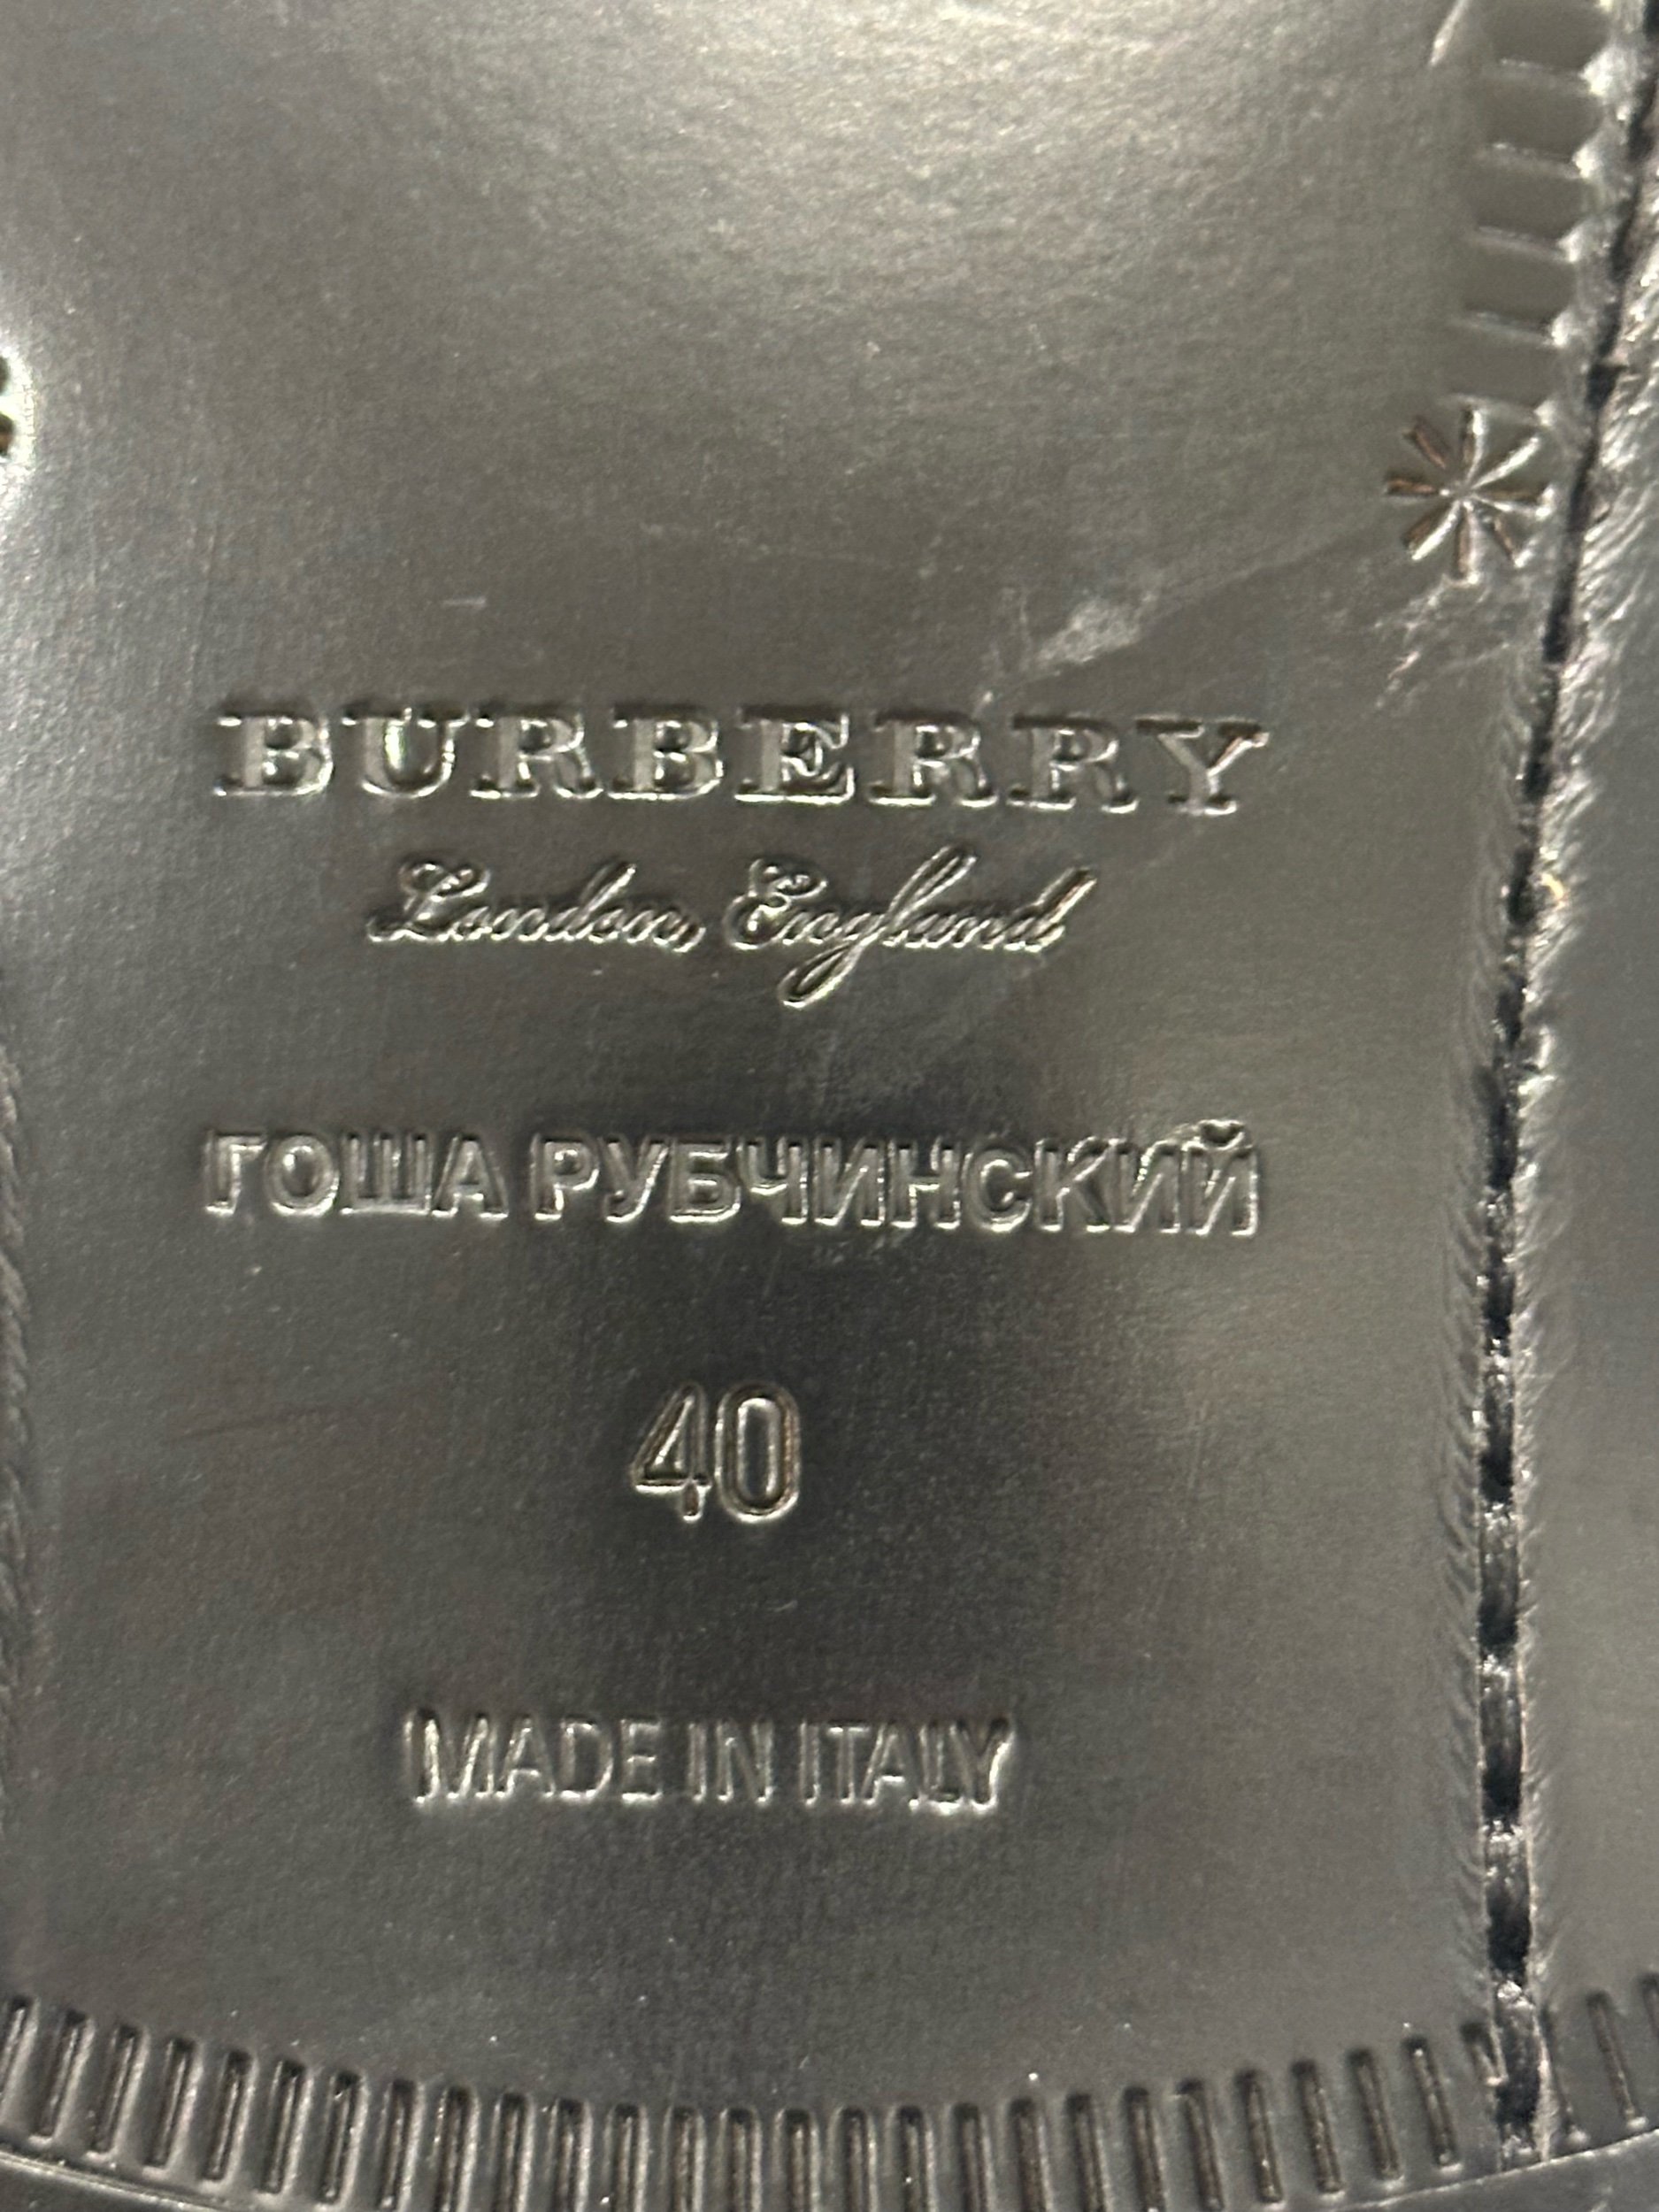 BURBERRY
London, England
ГОША РУБЧИНСКИЙ
40
MADE IN ITALY